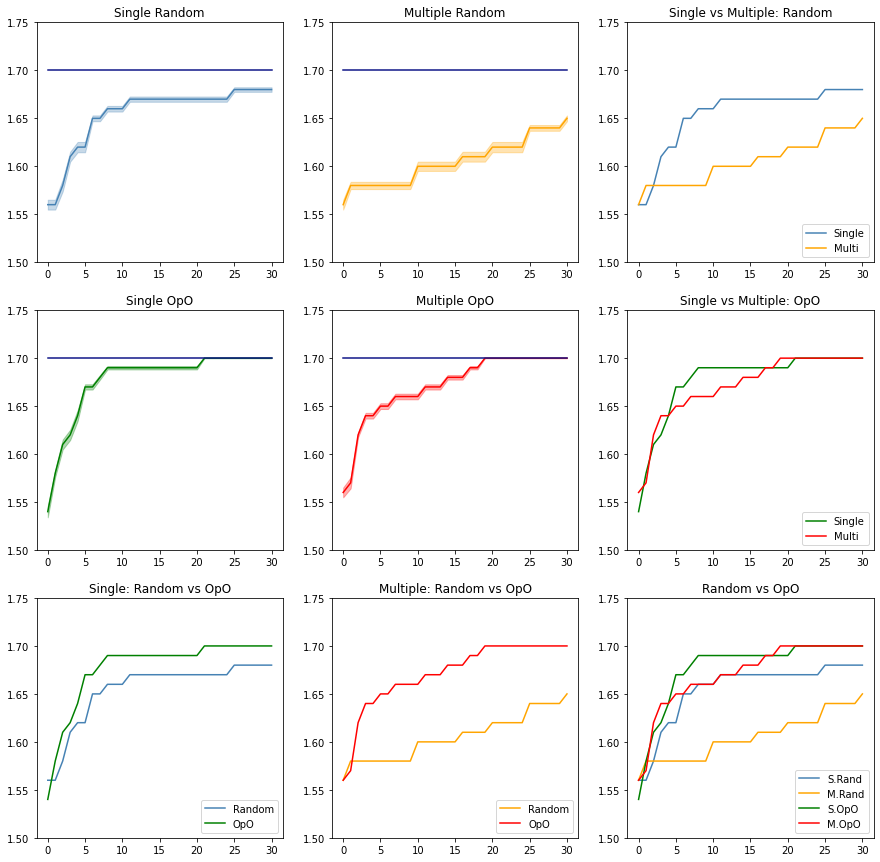 Single Random
Multiple Random
Single vs Multiple: Random
1.75 1.75 1.75
1.70 1.70 1.70
1.65 1.65 1.65
1.60 1.60 1.60
1.55 1.55 1.55
Single
Multi
1.50 1.50 1.50
0 5 10 15 20 25 30 0 5 10 15 20 25 30 0 5 10 15 20 25 30
Single OpO
Multiple OpO
Single vs Multiple: OpO
1.75 1.75 1.75
1.70 1.70 1.70
1.65 1.65 1.65
1.60 1.60 1.60
1.55 1.55 1.55
Single
Multi
1.50 1.50 1.50
0 5 10 15 20 25 30 0 5 10 15 20 25 30 0 5 10 15 20 25 30
Single: Random vs OpO
Multiple: Random vs OpO
Random vs OpO
1.75 1.75 1.75
1.70 1.70 1.70
1.65 1.65 1.65
1.60 1.60 1.60
1.55 1.55 1.55
Random
OpO
Random
OpO
S.Rand
M.Rand
S.OpO
M.OpO
1.50 1.50 1.50
0 5 10 15 20 25 30 0 5 10 15 20 25 30 0 5 10 15 20 25 30